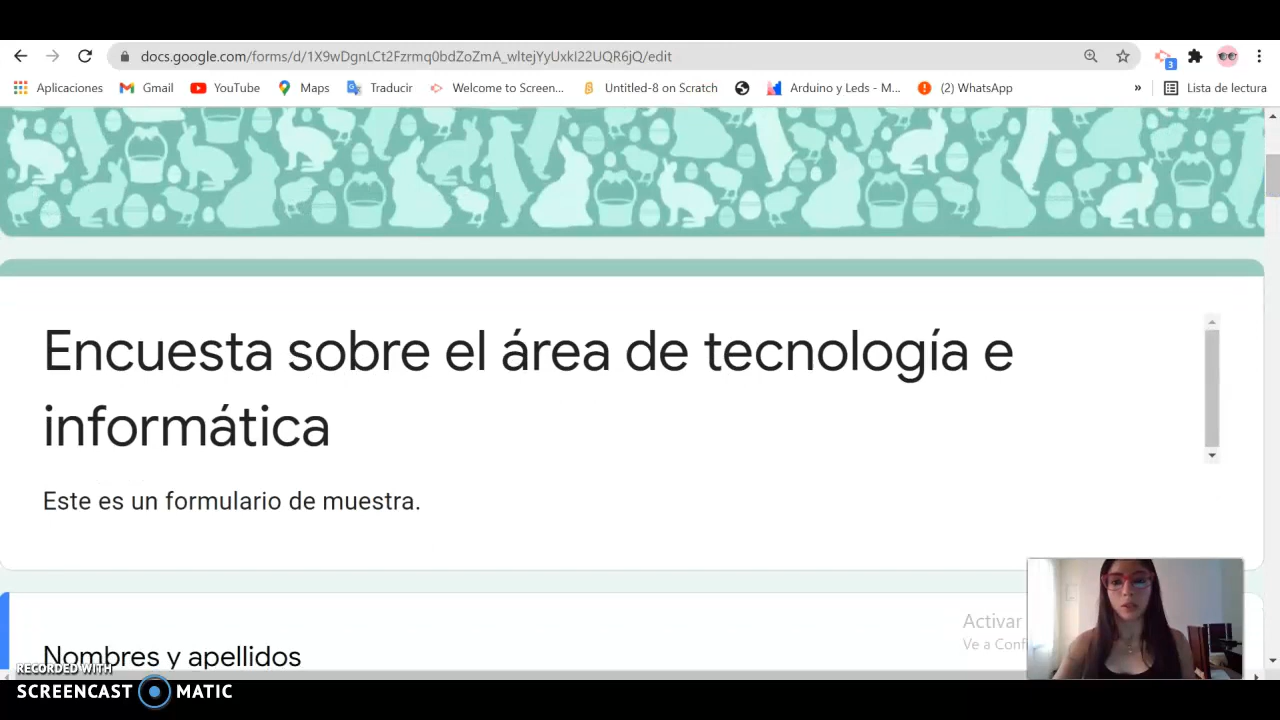 docs.google.com/forms/d/1X9wDgnLCt2Fzrmq0bdZoZmA_wltejYyUxkI22UQR6jQ/edit
3
Aplicaciones Gmail YouTube Maps Traducir Welcome to Screen... Untitled-8 on Scratch Arduino y Leds - M... (2) WhatsApp » Lista de lectura
Encuesta sobre el área de tecnología e
informática
Este es un formulario de muestra.
Activar
Ve a Conf
Nombres y apellidos
RECORDED WITH
SCREENCAST MATIC